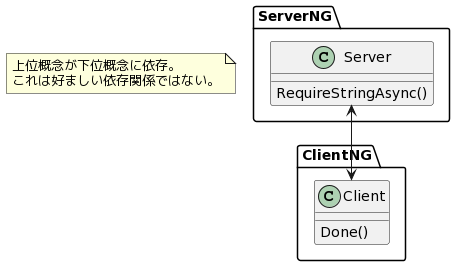 上位概念が下位概念に依存。
これは好ましい依存関係ではない。
ServerNG
C Server
RequireStringAsync()
ClientNG
C Client
Done()